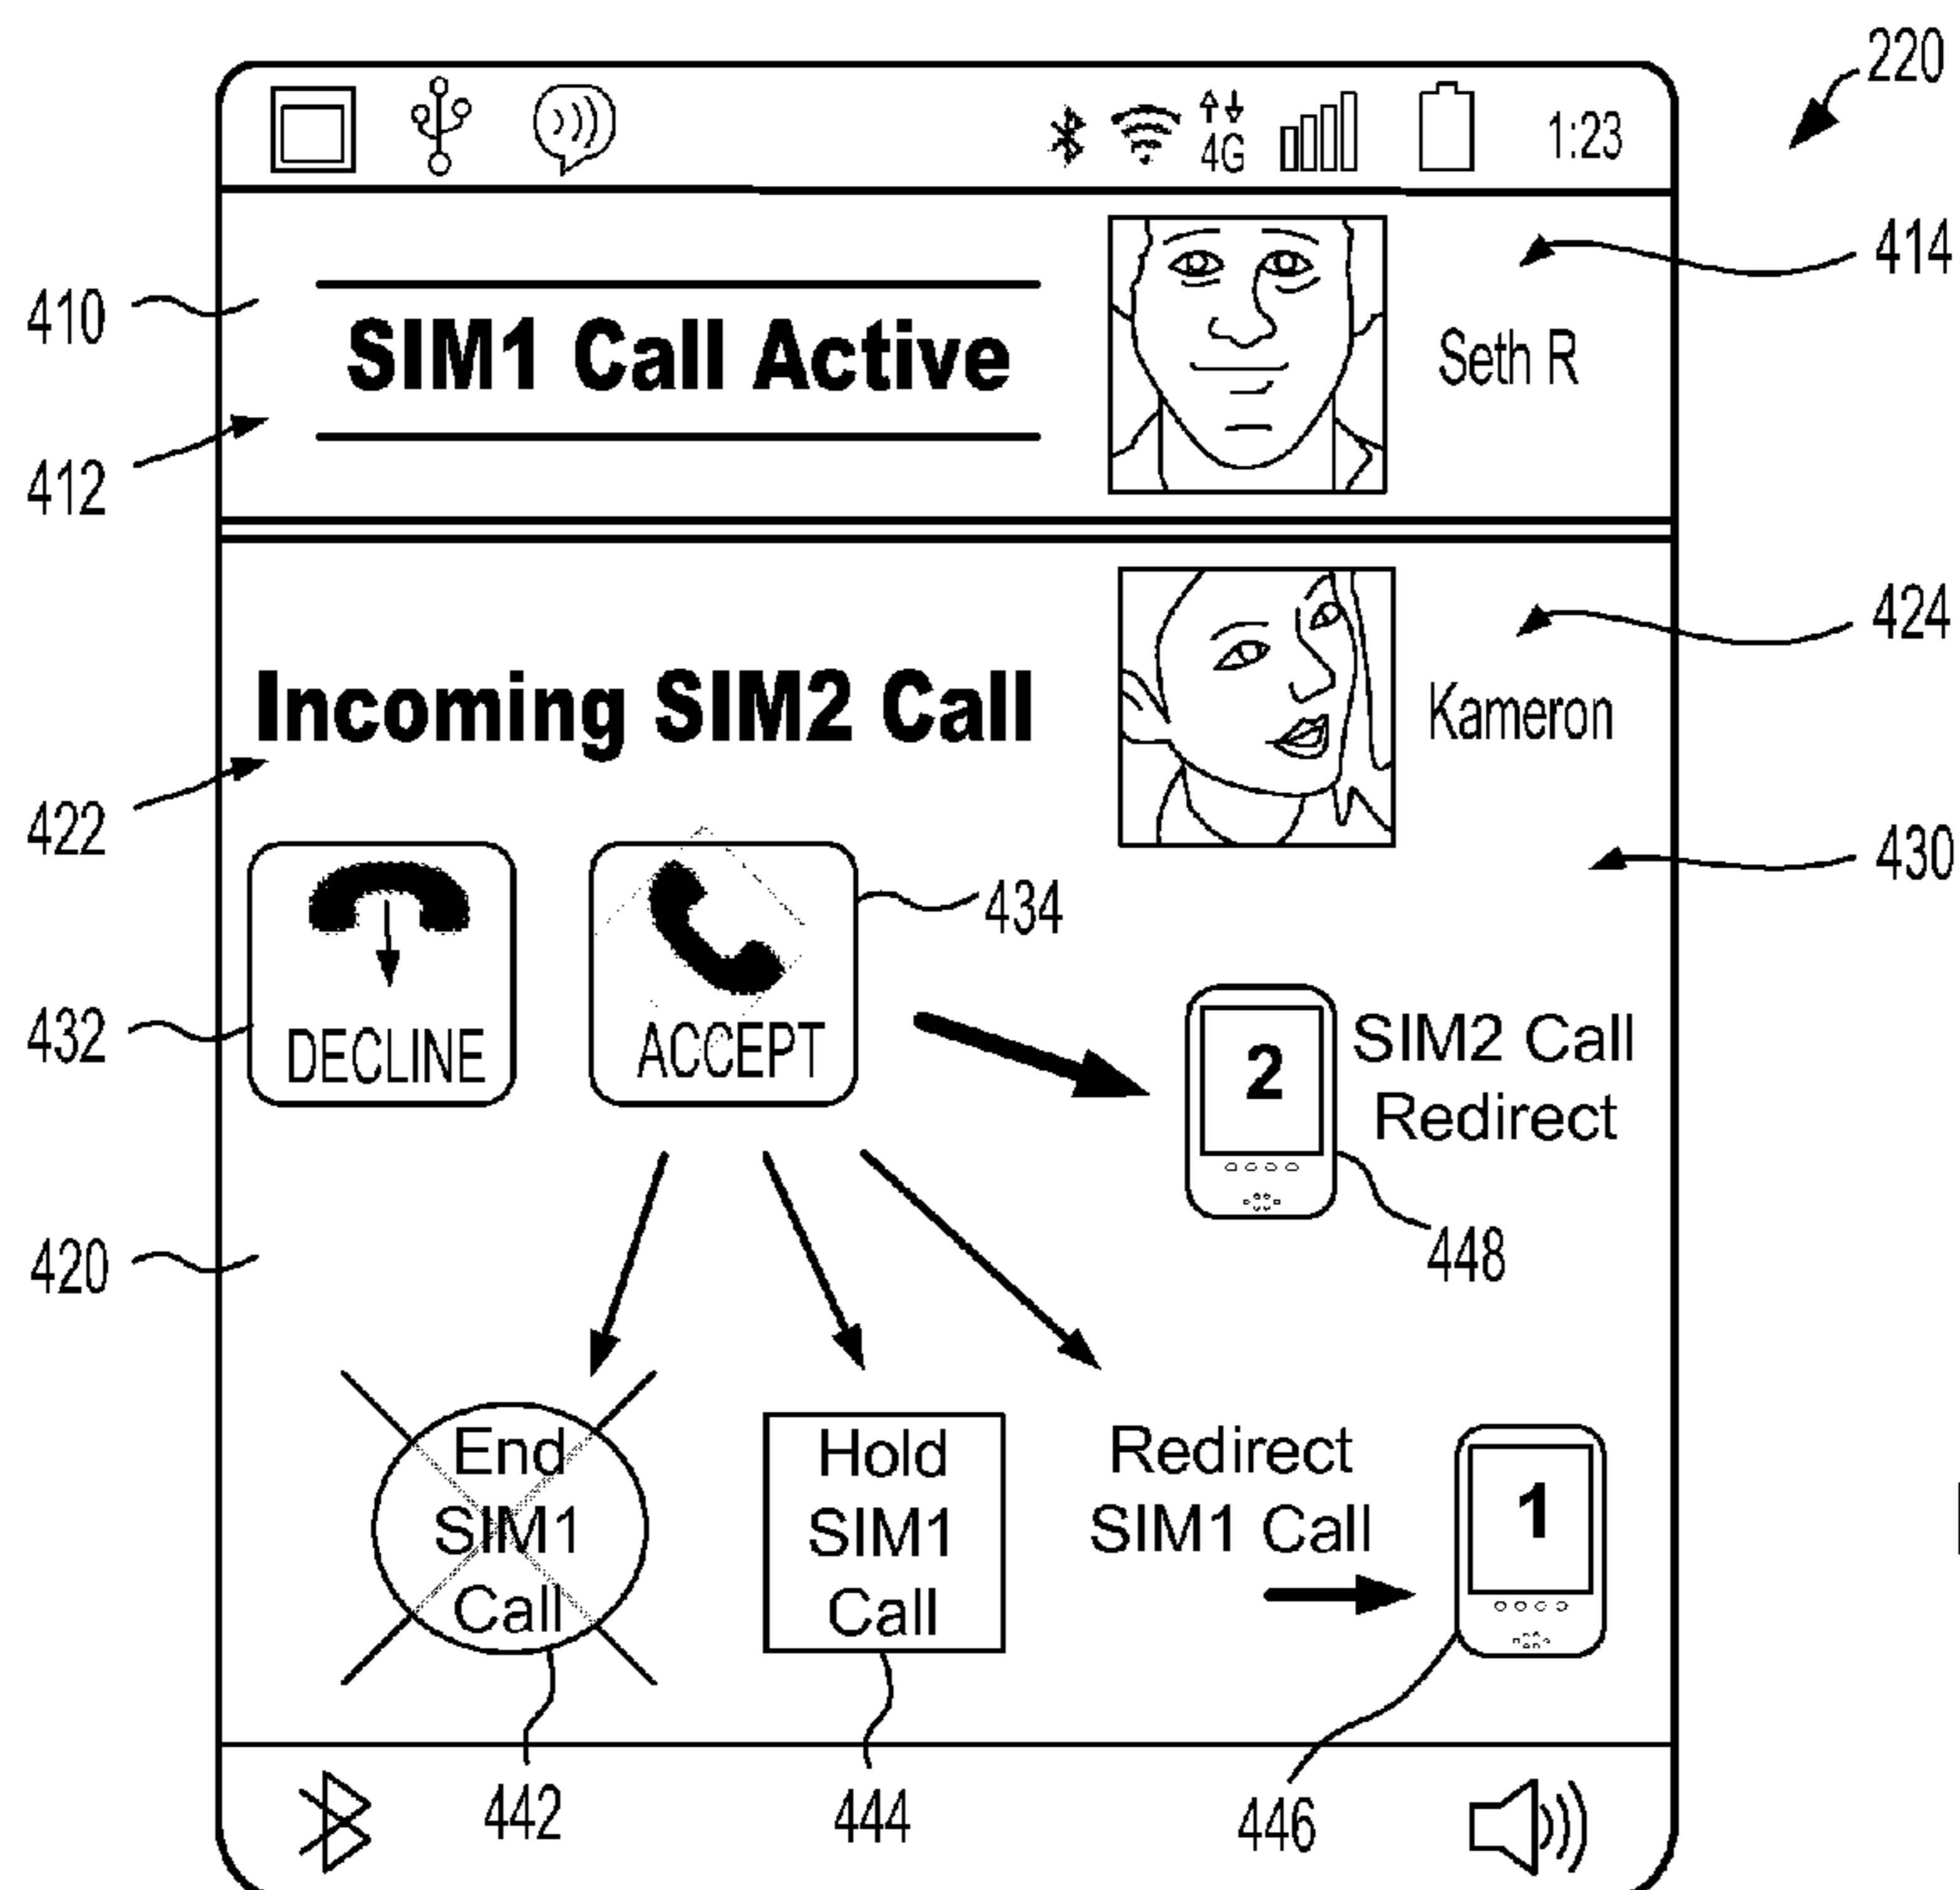 220
4G
1:23
414
410
SIM1 Call Active
Seth R
412
424
Incoming SIM2 Call
Kameron
422
430
434
432
DECLINE
ACCEPT
2
SIM2 Call
Redirect
420
448
End
SIM1
Call
Hold
SIM1
Call
Redirect
SIM1 Call
1
442
444
446